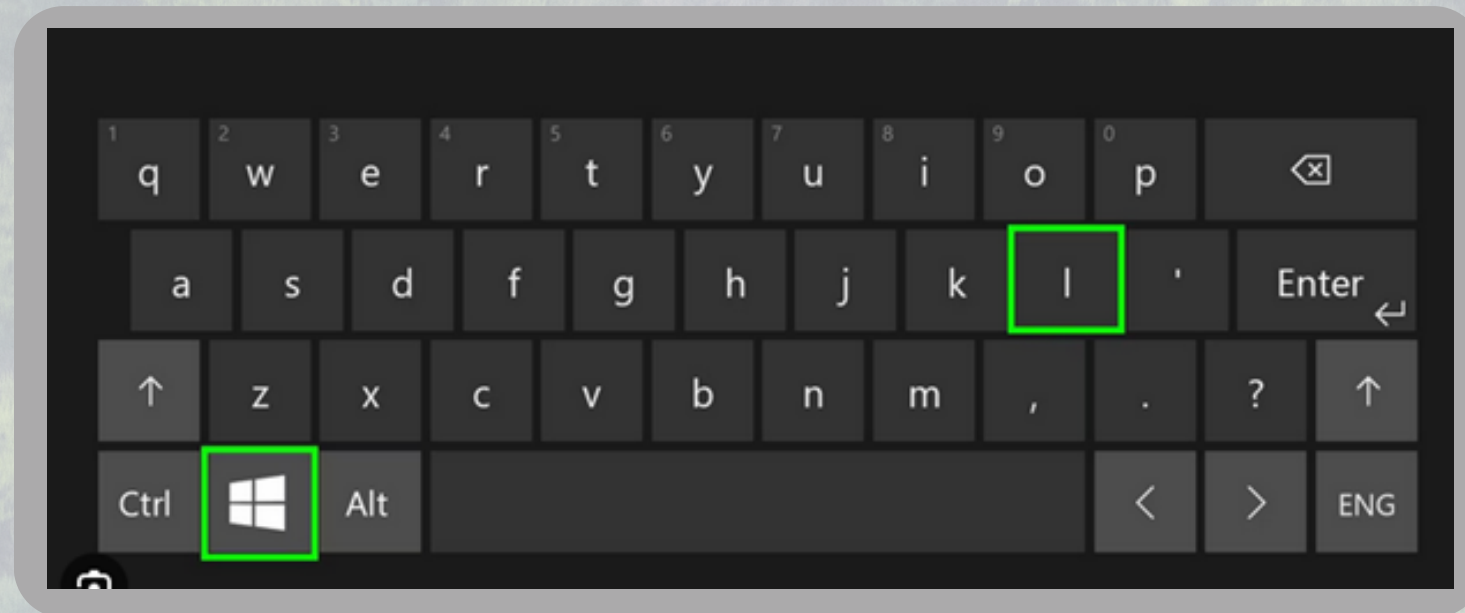 1 2 3 4 5 6 7 8 9 0
q w e r t y u i o p
a s d f g h j k l ' Enter
z x c v b n m , . ?
Ctrl Alt < > ENG